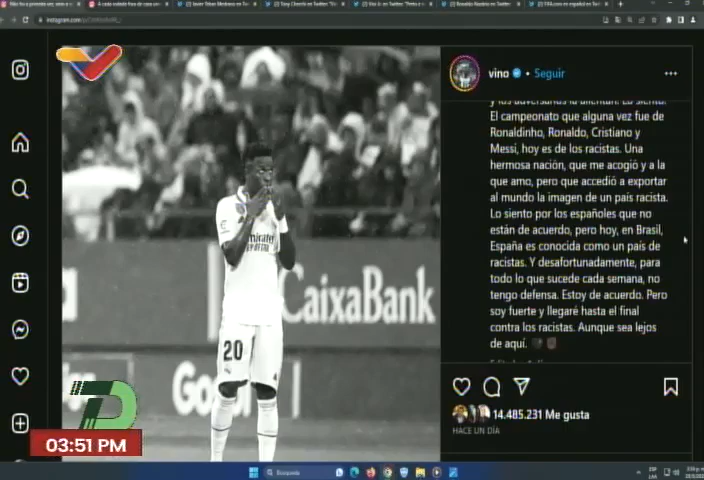 instagram.com
vino • Seguir
El campeonato que alguna vez fue de
Ronaldinho, Ronaldo, Cristiano y
Messi, hoy es de los racistas. Una
hermosa nación, que me acogió y a la
que amo, pero que accedió a exportar
al mundo la imagen de un país racista.
Lo siento por los españoles que no
están de acuerdo, pero hoy, en Brasil,
España es conocida como un país de
racistas. Y desafortunadamente, para
todo lo que sucede cada semana, no
tengo defensa. Estoy de acuerdo. Pero
soy fuerte y llegaré hasta el final
contra los racistas. Aunque sea lejos
de aquí.
CaixaBank
20
14.485.231 Me gusta
HACE UN DÍA
03:51 PM
Búsqueda